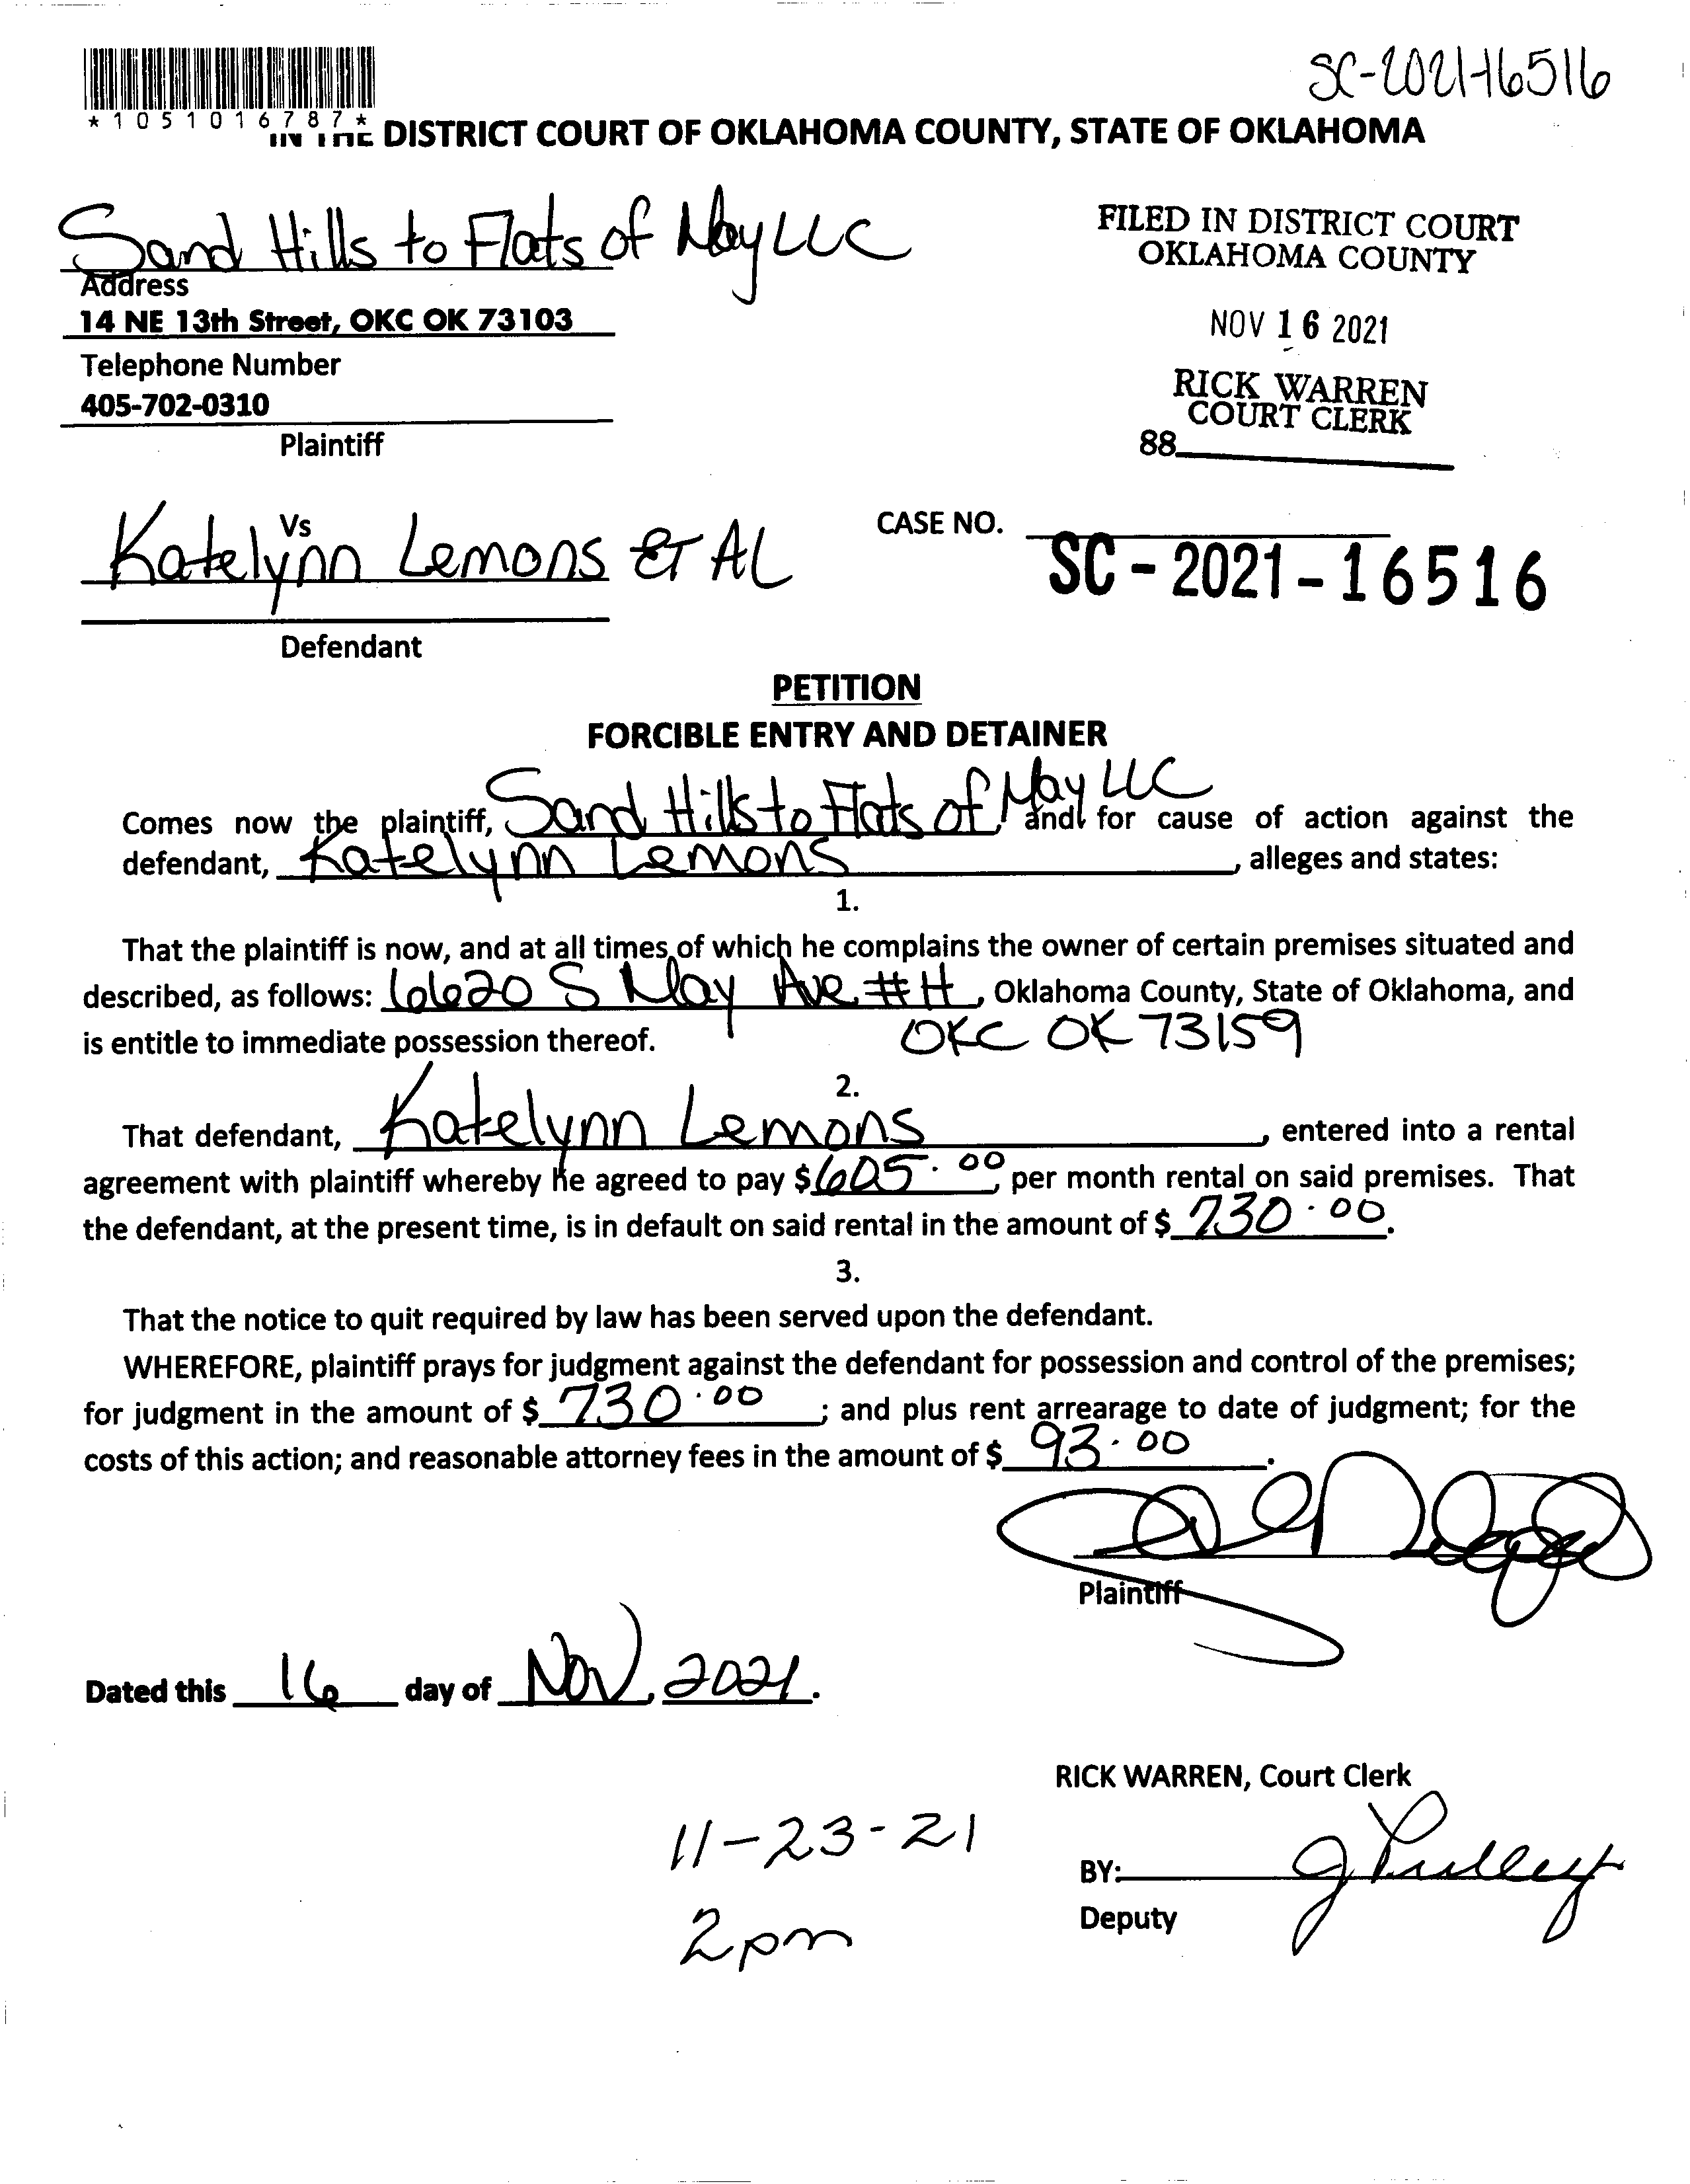 SC-2021-16516
*1051016787*
IN THE DISTRICT COURT OF OKLAHOMA COUNTY, STATE OF OKLAHOMA
Sand Hills to Flats of May LLC
Address
14 NE 13th Street, OKC OK 73103
Telephone Number
405-702-0310
Plaintiff
FILED IN DISTRICT COURT
OKLAHOMA COUNTY
NOV 16 2021
RICK WARREN
COURT CLERK
88
Vs
Katelynn Lemons ET AL
Defendant
CASE NO.
SC-2021-16516
PETITION
FORCIBLE ENTRY AND DETAINER
Comes now the plaintiff, Sand Hills to Flats of May LLC, and for cause of action against the
defendant, Katelynn Lemons, alleges and states:
1.
That the plaintiff is now, and at all times of which he complains the owner of certain premises situated and
described, as follows: 6620 S May Ave #H, Oklahoma County, State of Oklahoma, and
is entitle to immediate possession thereof. OKC OK 73159
2.
That defendant, Katelynn Lemons, entered into a rental
agreement with plaintiff whereby he agreed to pay $605.00, per month rental on said premises. That
the defendant, at the present time, is in default on said rental in the amount of $ 730.00.
3.
That the notice to quit required by law has been served upon the defendant.
WHEREFORE, plaintiff prays for judgment against the defendant for possession and control of the premises;
for judgment in the amount of $ 730.00; and plus rent arrearage to date of judgment; for the
costs of this action; and reasonable attorney fees in the amount of $ 93.00.
Plaintiff
Dated this 16 day of Nov, 2021.
RICK WARREN, Court Clerk
11-23-21
2pm
BY:
Deputy